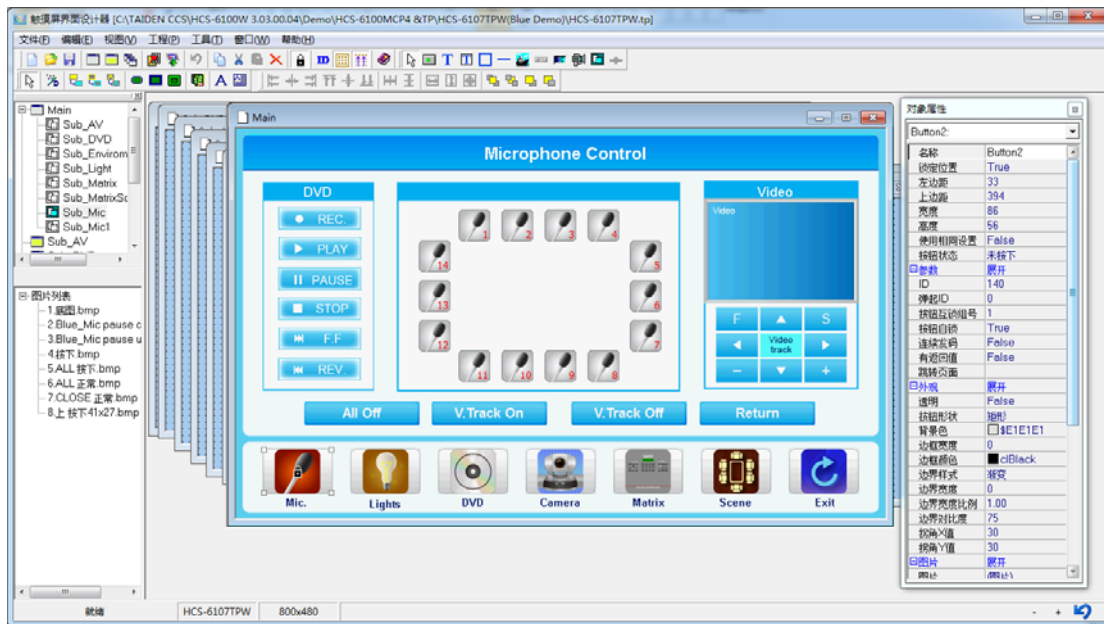 触摸屏界面设计器 [C:\TAIDEN CCS\HCS-6100W 3.03.00.04\Demo\HCS-6100MCP4 &TP\HCS-6107TPW(Blue Demo)\HCS-6107TPW.tp]
文件(F) 编辑(E) 视图(V) 工程(P) 工具(T) 窗口(W) 帮助(H)
Main
Sub_AV
Sub_DVD
Sub_Envirom
Sub_Light
Sub_Matrix
Sub_MatrixSc
Sub_Mic
Sub_Mic1
Sub_AV
图片列表
1.底图.bmp
2.Blue_Mic pause c
3.Blue_Mic pause u
4.按下.bmp
5.ALL 按下.bmp
6.ALL 正常.bmp
7.CLOSE 正常.bmp
8.上 按下41x27.bmp
Main
Microphone Control
DVD
REC.
PLAY
PAUSE
STOP
F.F
REV.
1 2 3 4
14 5
13 6
12 7
11 10 9 8
Video
Video
F S
Video track
− +
All Off V.Track On V.Track Off Return
Mic. Lights DVD Camera Matrix Scene Exit
对象属性
Button2:
名称 Button2
锁定位置 True
左边距 33
上边距 394
宽度 86
高度 56
使用相同设置 False
按钮状态 未按下
参数 展开
ID 140
弹起ID 0
按钮互锁组号 1
按钮自锁 True
连续发码 False
有返回值 False
跳转页面
外观 展开
透明 False
按钮形状 矩形
背景色 $E1E1E1
边框宽度 0
边框颜色 clBlack
边界样式 渐变
边界宽度 0
边界宽度比例 1.00
边界对比度 75
拐角X值 30
拐角Y值 30
图片 展开
图片 (图片)
就绪 HCS-6107TPW 800x480 - +